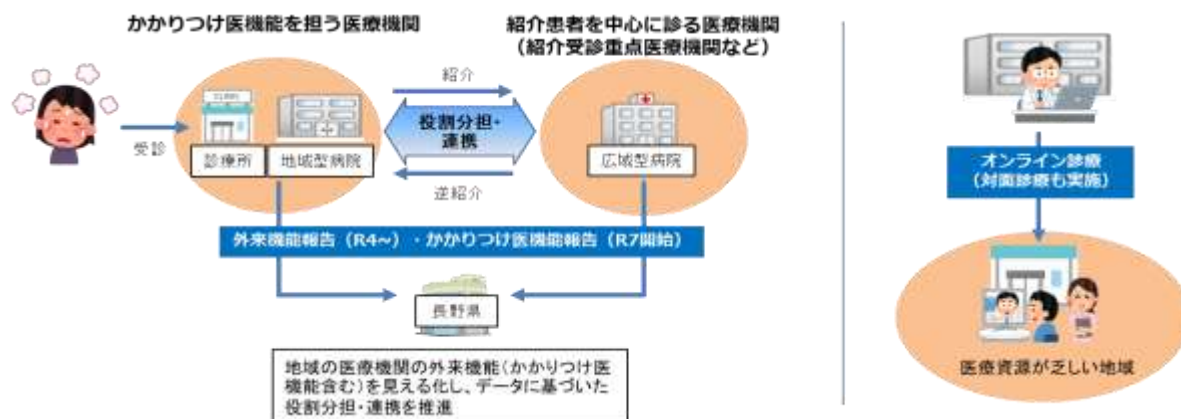 かかりつけ医機能を担う医療機関
紹介患者を中心に診る医療機関
（紹介受診重点医療機関など）
受診
CLINIC
診療所
地域型病院
紹介
役割分担・
連携
逆紹介
広域型病院
外来機能報告（R4~）・かかりつけ医機能報告（R7開始）
長野県
地域の医療機関の外来機能（かかりつけ医
機能含む）を見える化し、データに基づいた
役割分担・連携を推進
オンライン診療
（対面診療も実施）
医療資源が乏しい地域